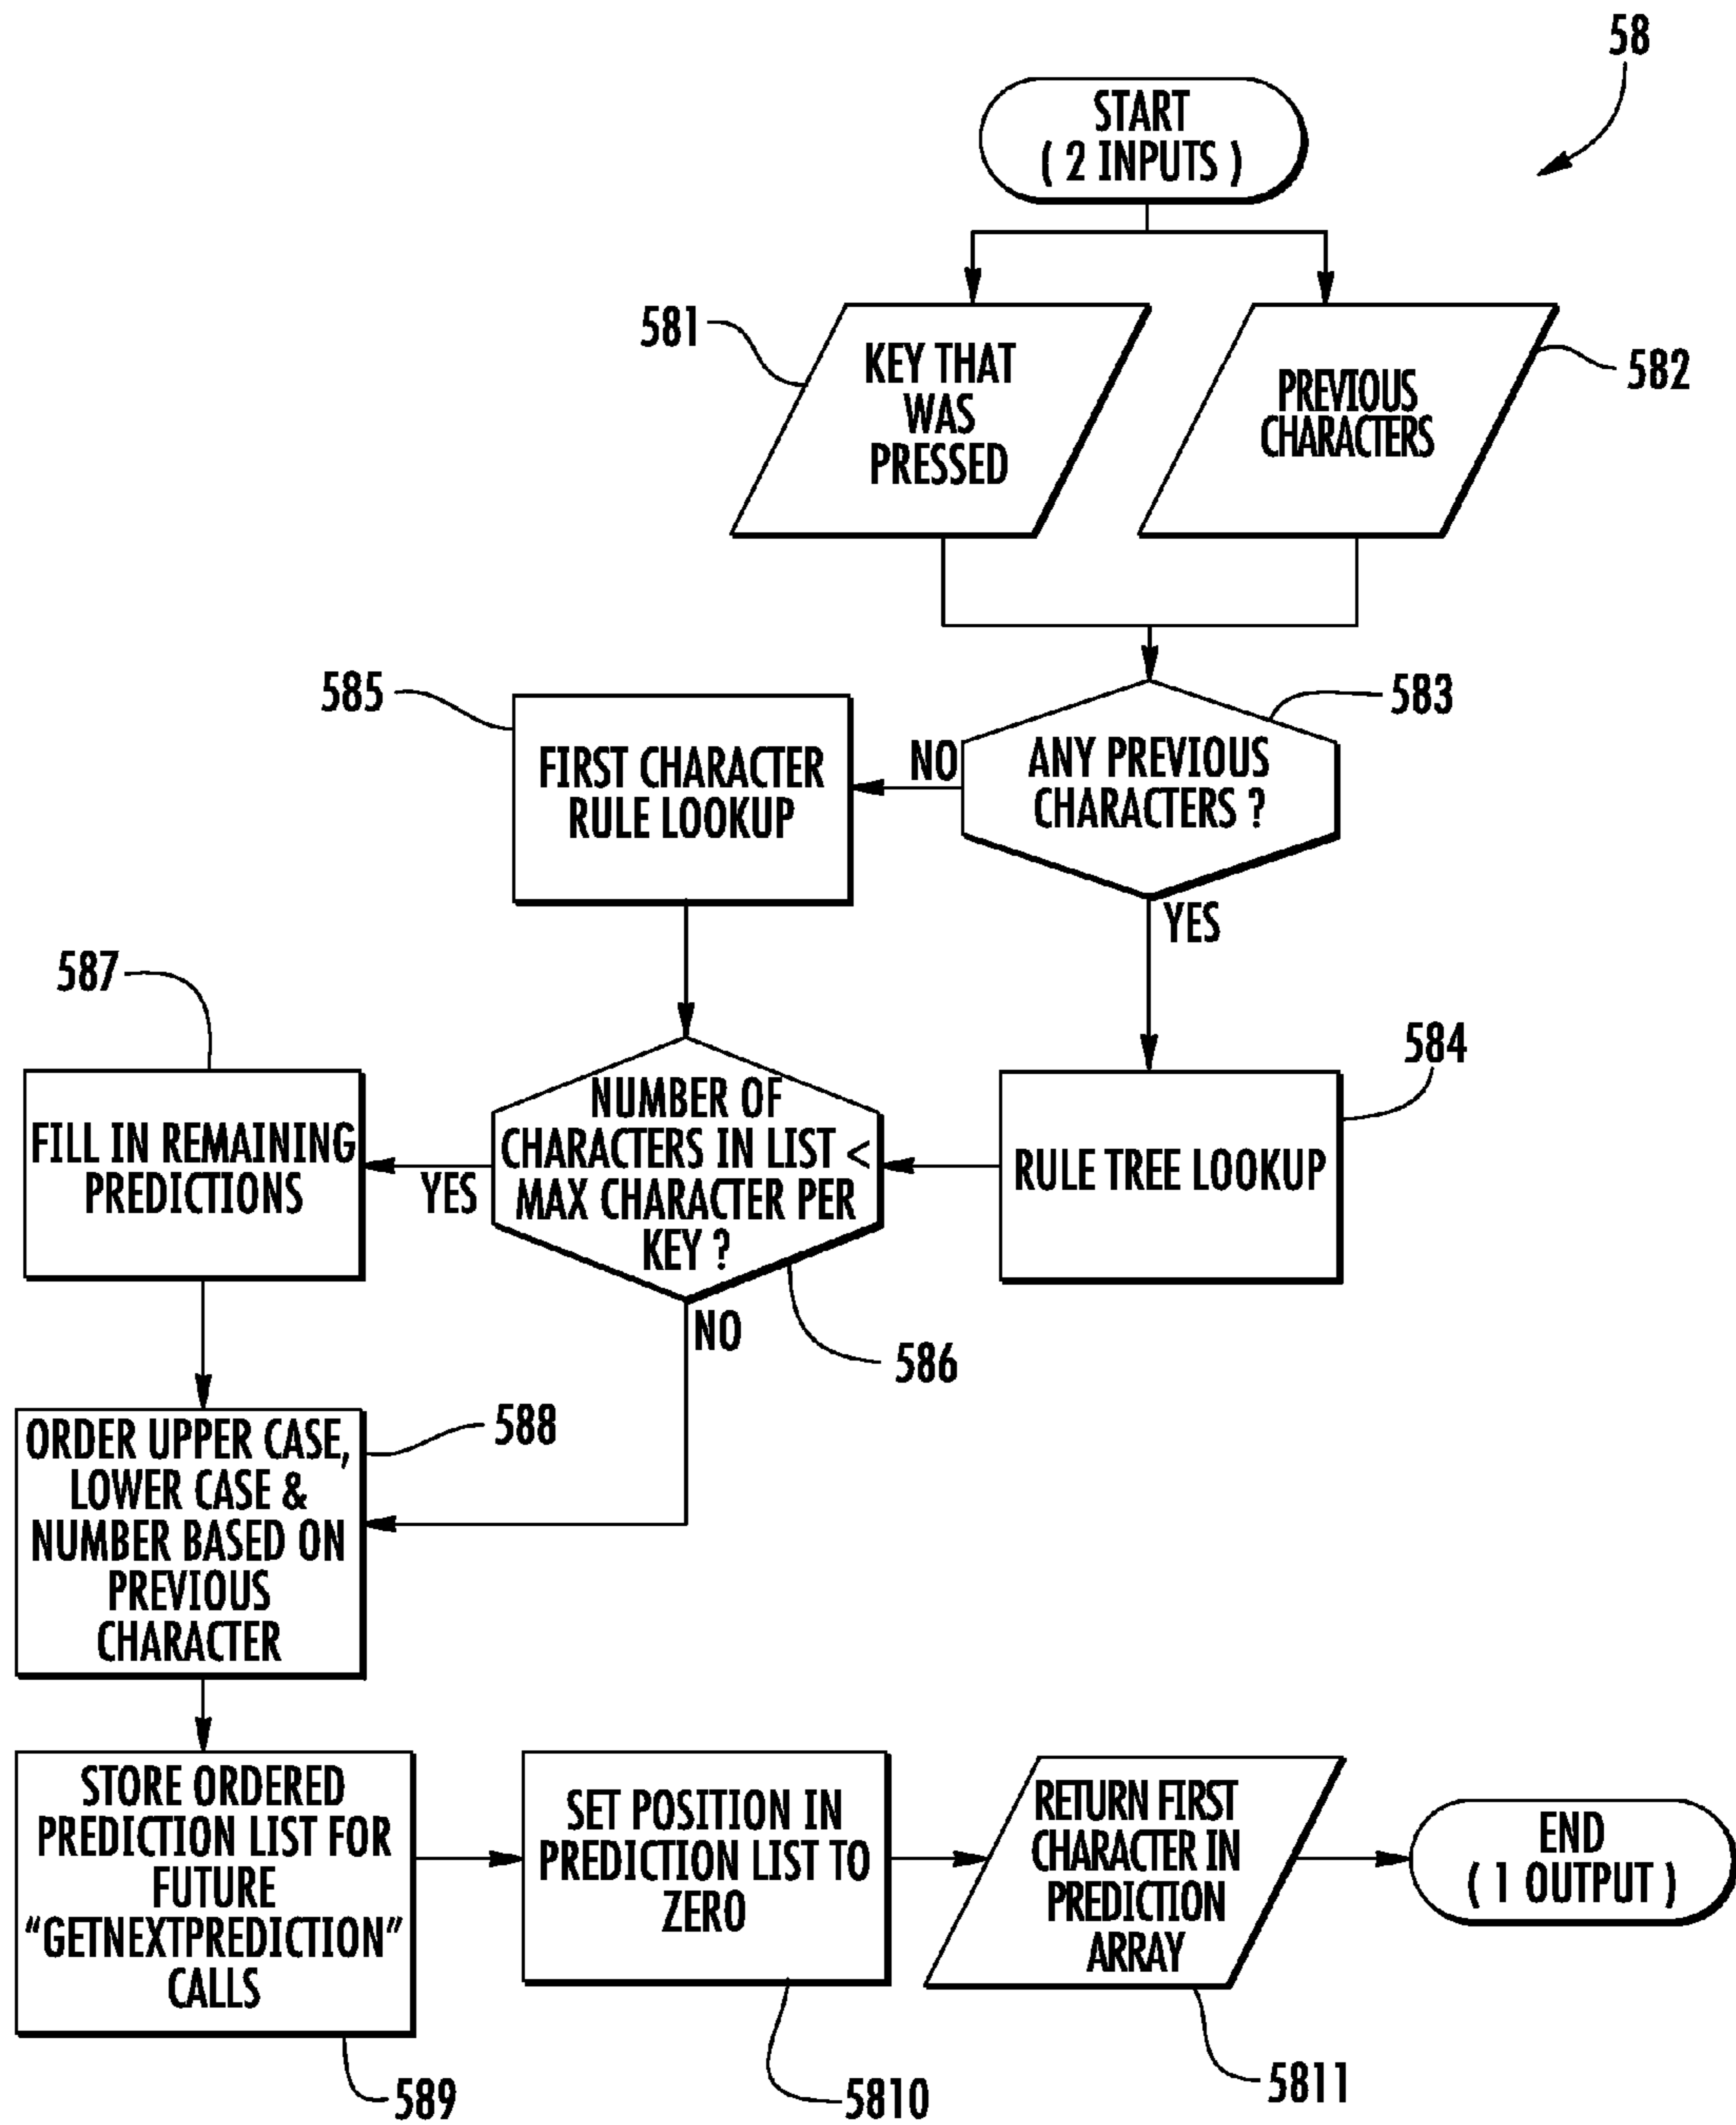 58
START
( 2 INPUTS )
581
KEY THAT
WAS
PRESSED
PREVIOUS
CHARACTERS
582
585
FIRST CHARACTER
RULE LOOKUP
NO
ANY PREVIOUS
CHARACTERS ?
583
YES
587
FILL IN REMAINING
PREDICTIONS
YES
NUMBER OF
CHARACTERS IN LIST <
MAX CHARACTER PER
KEY ?
584
RULE TREE LOOKUP
NO
586
ORDER UPPER CASE,
LOWER CASE &
NUMBER BASED ON
PREVIOUS
CHARACTER
588
STORE ORDERED
PREDICTION LIST FOR
FUTURE
"GETNEXTPREDICTION"
CALLS
SET POSITION IN
PREDICTION LIST TO
ZERO
RETURN FIRST
CHARACTER IN
PREDICTION
ARRAY
END
( 1 OUTPUT )
589
5810
5811